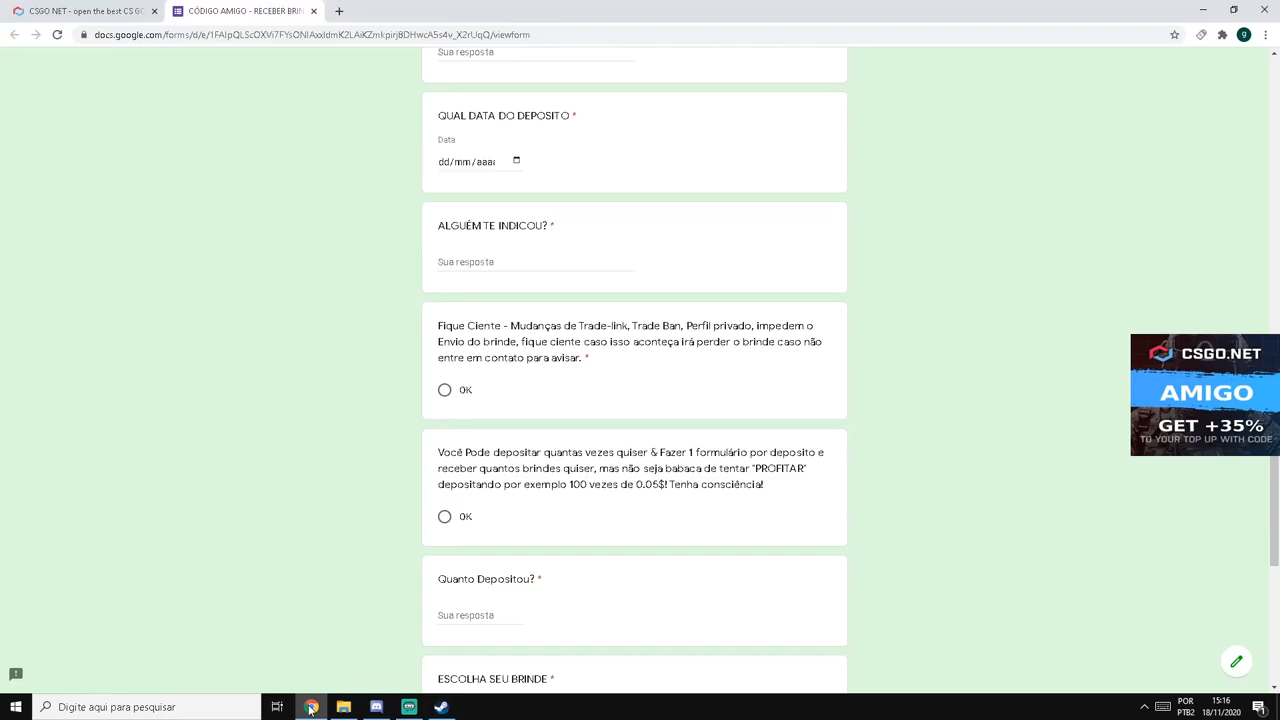 CSGO.NET - open the best CS GO
CÓDIGO AMIGO - RECEBER BRIN
docs.google.com/forms/d/e/
Sua resposta
QUAL DATA DO DEPOSITO *
Data
dd/mm/aaaa
ALGUÉM TE INDICOU? *
Sua resposta
Fique Ciente - Mudanças de Trade-link, Trade Ban, Perfil privado, impedem o
Envio do brinde, fique ciente caso isso aconteça irá perder o brinde caso não
entre em contato para avisar. *
OK
Você Pode depositar quantas vezes quiser & Fazer 1 formulário por deposito e
receber quantos brindes quiser, mas não seja babaca de tentar "PROFITAR"
depositando por exemplo 100 vezes de 0.05$! Tenha consciência!
OK
Quanto Depositou? *
Sua resposta
ESCOLHA SEU BRINDE *
CSGO.NET
AMIGO
GET +35%
TO YOUR TOP UP WITH CODE
Digite aqui para pesquisar
POR
PTB2
15:16
18/11/2020